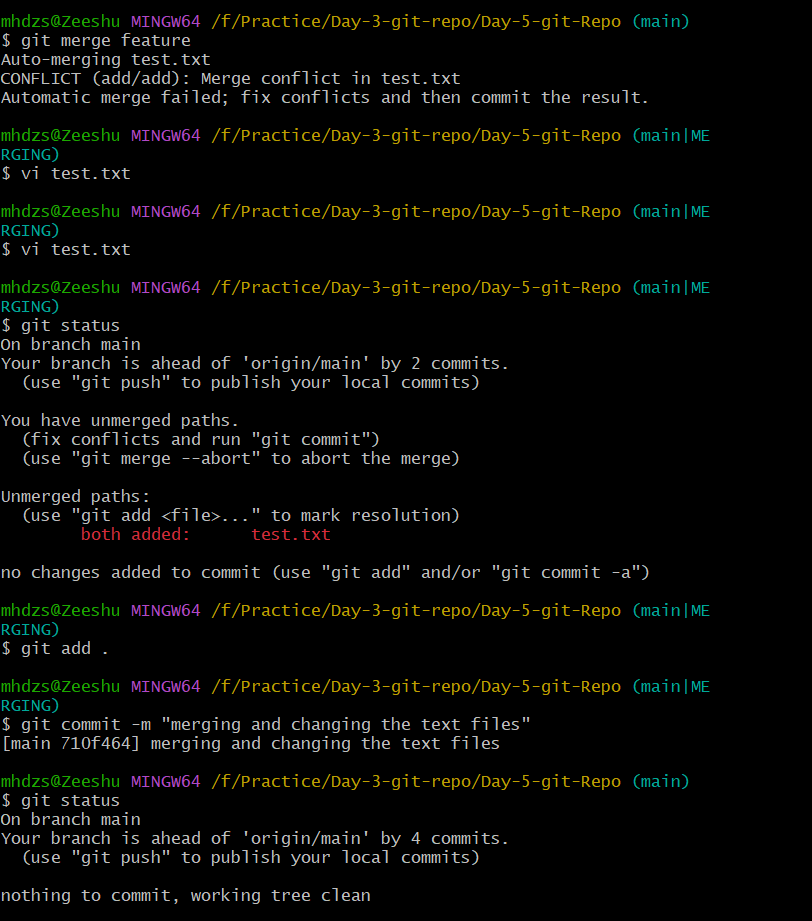 mhdzs@Zeeshu MINGW64 /f/Practice/Day-3-git-repo/Day-5-git-Repo (main)
$ git merge feature
Auto-merging test.txt
CONFLICT (add/add): Merge conflict in test.txt
Automatic merge failed; fix conflicts and then commit the result.

mhdzs@Zeeshu MINGW64 /f/Practice/Day-3-git-repo/Day-5-git-Repo (main|ME
RGING)
$ vi test.txt

mhdzs@Zeeshu MINGW64 /f/Practice/Day-3-git-repo/Day-5-git-Repo (main|ME
RGING)
$ vi test.txt

mhdzs@Zeeshu MINGW64 /f/Practice/Day-3-git-repo/Day-5-git-Repo (main|ME
RGING)
$ git status
On branch main
Your branch is ahead of 'origin/main' by 2 commits.
  (use "git push" to publish your local commits)

You have unmerged paths.
  (fix conflicts and run "git commit")
  (use "git merge --abort" to abort the merge)

Unmerged paths:
  (use "git add <file>..." to mark resolution)
        both added:      test.txt

no changes added to commit (use "git add" and/or "git commit -a")

mhdzs@Zeeshu MINGW64 /f/Practice/Day-3-git-repo/Day-5-git-Repo (main|ME
RGING)
$ git add .

mhdzs@Zeeshu MINGW64 /f/Practice/Day-3-git-repo/Day-5-git-Repo (main|ME
RGING)
$ git commit -m "merging and changing the text files"
[main 710f464] merging and changing the text files

mhdzs@Zeeshu MINGW64 /f/Practice/Day-3-git-repo/Day-5-git-Repo (main)
$ git status
On branch main
Your branch is ahead of 'origin/main' by 4 commits.
  (use "git push" to publish your local commits)

nothing to commit, working tree clean